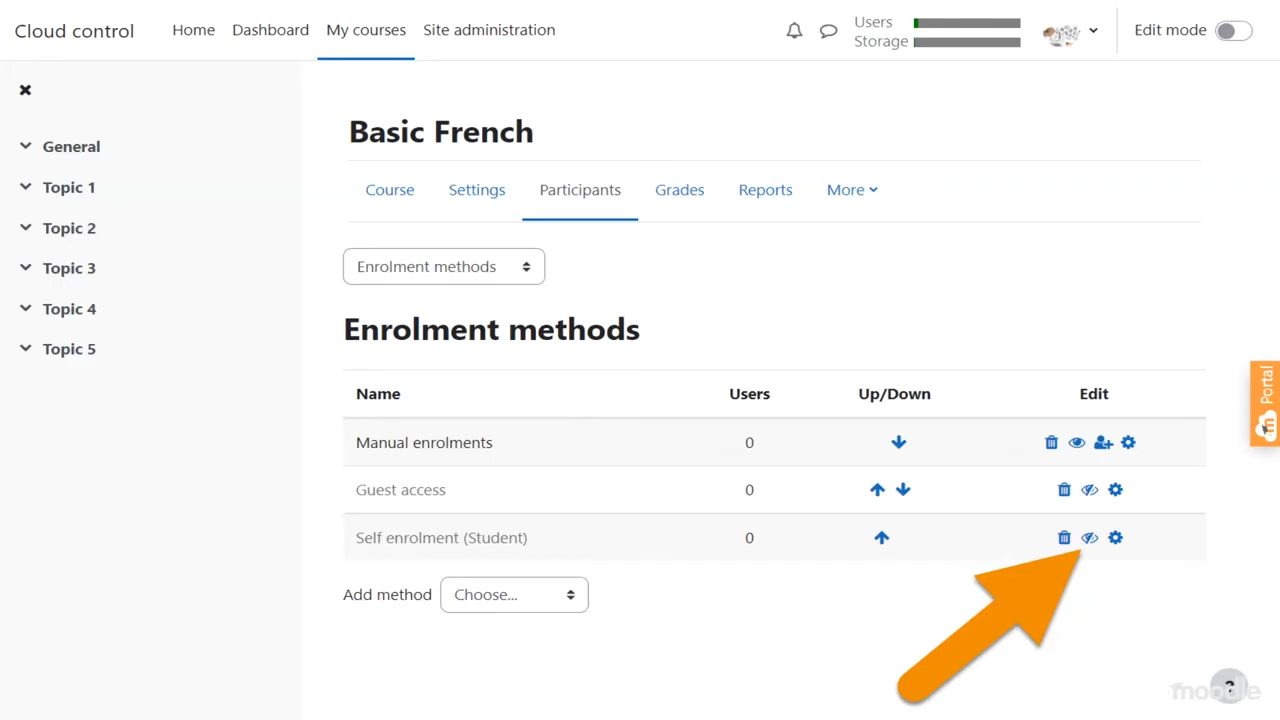 Cloud control
Home
Dashboard
My courses
Site administration
Users
Storage
Edit mode
General
Topic 1
Topic 2
Topic 3
Topic 4
Topic 5
Basic French
Course
Settings
Participants
Grades
Reports
More
Enrolment methods
Enrolment methods
Name
Users
Up/Down
Edit
Manual enrolments
0
Guest access
0
Self enrolment (Student)
0
Add method
Choose...
Portal
m
moodle
?